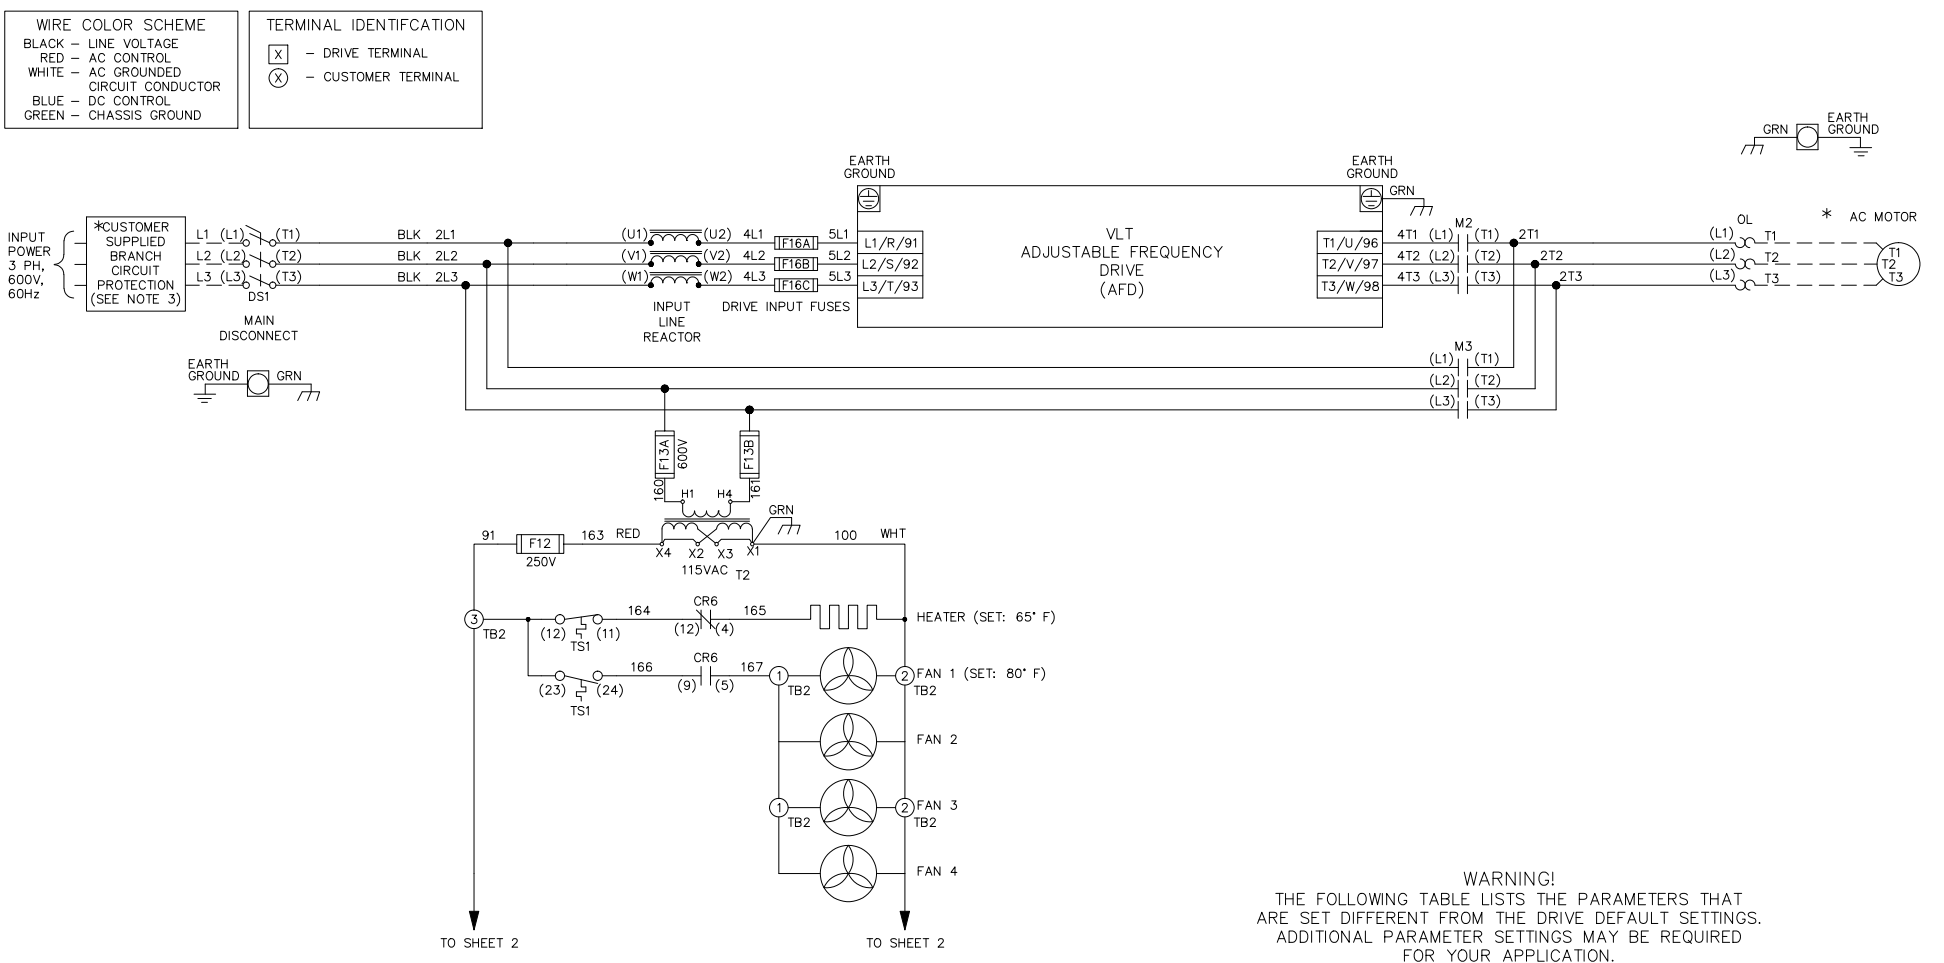 WIRE COLOR SCHEME
BLACK – LINE VOLTAGE
RED – AC CONTROL
WHITE – AC GROUNDED
CIRCUIT CONDUCTOR
BLUE – DC CONTROL
GREEN – CHASSIS GROUND
TERMINAL IDENTIFCATION
X – DRIVE TERMINAL
X – CUSTOMER TERMINAL
GRN
EARTH
GROUND
INPUT
POWER
3 PH,
600V,
60Hz
*CUSTOMER
SUPPLIED
BRANCH
CIRCUIT
PROTECTION
(SEE NOTE 3)
L1 (L1) (T1)
L2 (L2) (T2)
L3 (L3) (T3)
DS1
MAIN
DISCONNECT
BLK 2L1
BLK 2L2
BLK 2L3
(U1) (U2) 4L1 F16A 5L1
(V1) (V2) 4L2 F16B 5L2
(W1) (W2) 4L3 F16C 5L3
INPUT
LINE
REACTOR
DRIVE INPUT FUSES
EARTH
GROUND
L1/R/91
L2/S/92
L3/T/93
VLT
ADJUSTABLE FREQUENCY
DRIVE
(AFD)
EARTH
GROUND
GRN
T1/U/96
T2/V/97
T3/W/98
M2
4T1 (L1) (T1) 2T1
4T2 (L2) (T2) 2T2
4T3 (L3) (T3) 2T3
OL
(L1) T1
(L2) T2
(L3) T3
* AC MOTOR
T1
T2
T3
M3
(L1) (T1)
(L2) (T2)
(L3) (T3)
EARTH
GROUND
GRN
F13A
600V
F13B
160
161
H1 H4
GRN
91 F12 163 RED
250V
X4 X2 X3 X1
115VAC T2
100 WHT
3
TB2
164 CR6 165
(12) (11) (12) (4)
TS1
HEATER (SET: 65° F)
166 CR6 167
(23) (24) (9) (5)
TS1
1
TB2
2
TB2
FAN 1 (SET: 80° F)
FAN 2
1
TB2
2
TB2
FAN 3
FAN 4
TO SHEET 2
TO SHEET 2
WARNING!
THE FOLLOWING TABLE LISTS THE PARAMETERS THAT
ARE SET DIFFERENT FROM THE DRIVE DEFAULT SETTINGS.
ADDITIONAL PARAMETER SETTINGS MAY BE REQUIRED
FOR YOUR APPLICATION.